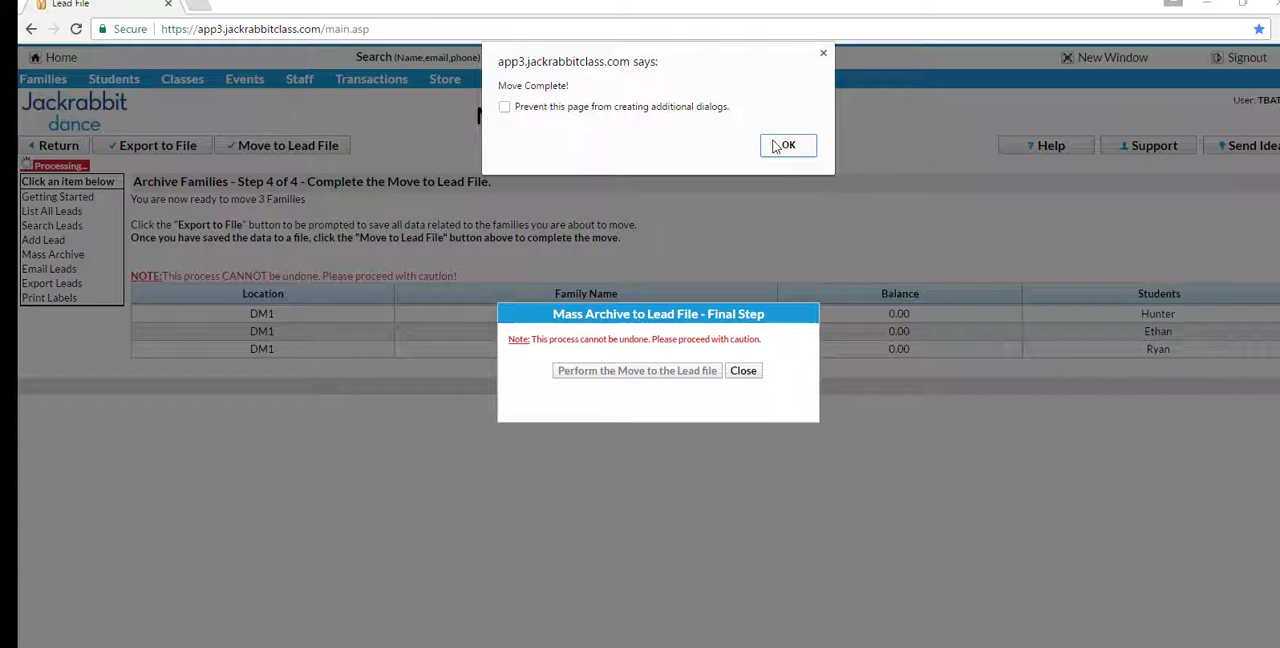 Lead File
Secure https://app3.jackrabbitclass.com/main.asp
Home Search (Name,email,phone) New Window Signout
Families Students Classes Events Staff Transactions Store
Jackrabbit
dance
User: TBAT
app3.jackrabbitclass.com says:
Move Complete!
Prevent this page from creating additional dialogs.
OK
Return Export to File Move to Lead File ? Help Support Send Idea
Processing...
Click an item below
Getting Started
List All Leads
Search Leads
Add Lead
Mass Archive
Email Leads
Export Leads
Print Labels
Archive Families - Step 4 of 4 - Complete the Move to Lead File.
You are now ready to move 3 Families
Click the "Export to File" button to be prompted to save all data related to the families you are about to move.
Once you have saved the data to a file, click the "Move to Lead File" button above to complete the move.
NOTE:This process CANNOT be undone. Please proceed with caution!
Location Family Name Balance Students
DM1 0.00 Hunter
DM1 0.00 Ethan
DM1 0.00 Ryan
Mass Archive to Lead File - Final Step
Note: This process cannot be undone. Please proceed with caution.
Perform the Move to the Lead file Close